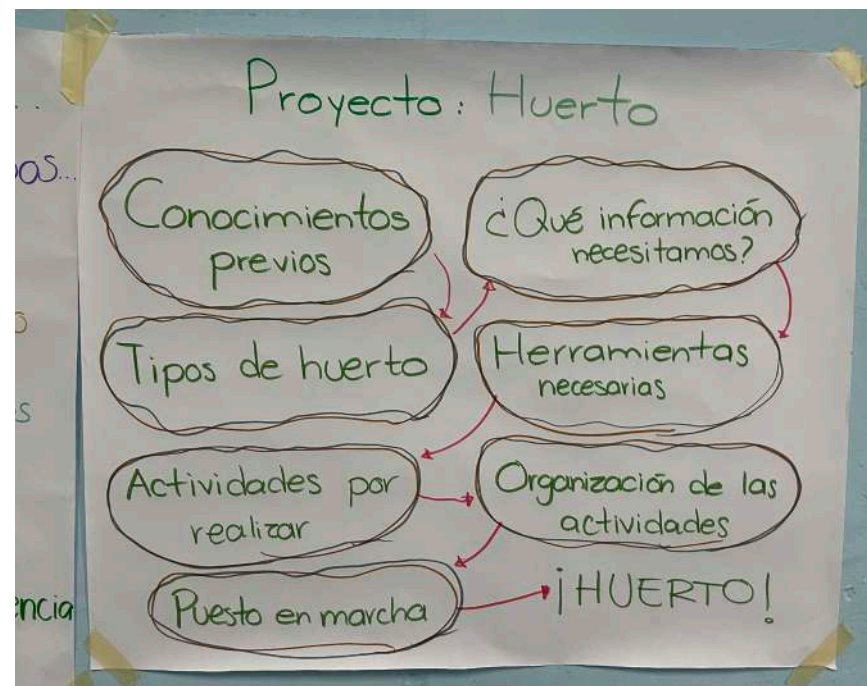 Proyecto: Huerto
Conocimientos
previos
Tipos de huerto
¿Qué información
necesitamos?
Herramientas
necesarias
Actividades por
realizar
Organización de las
actividades
Puesto en marcha
¡HUERTO!